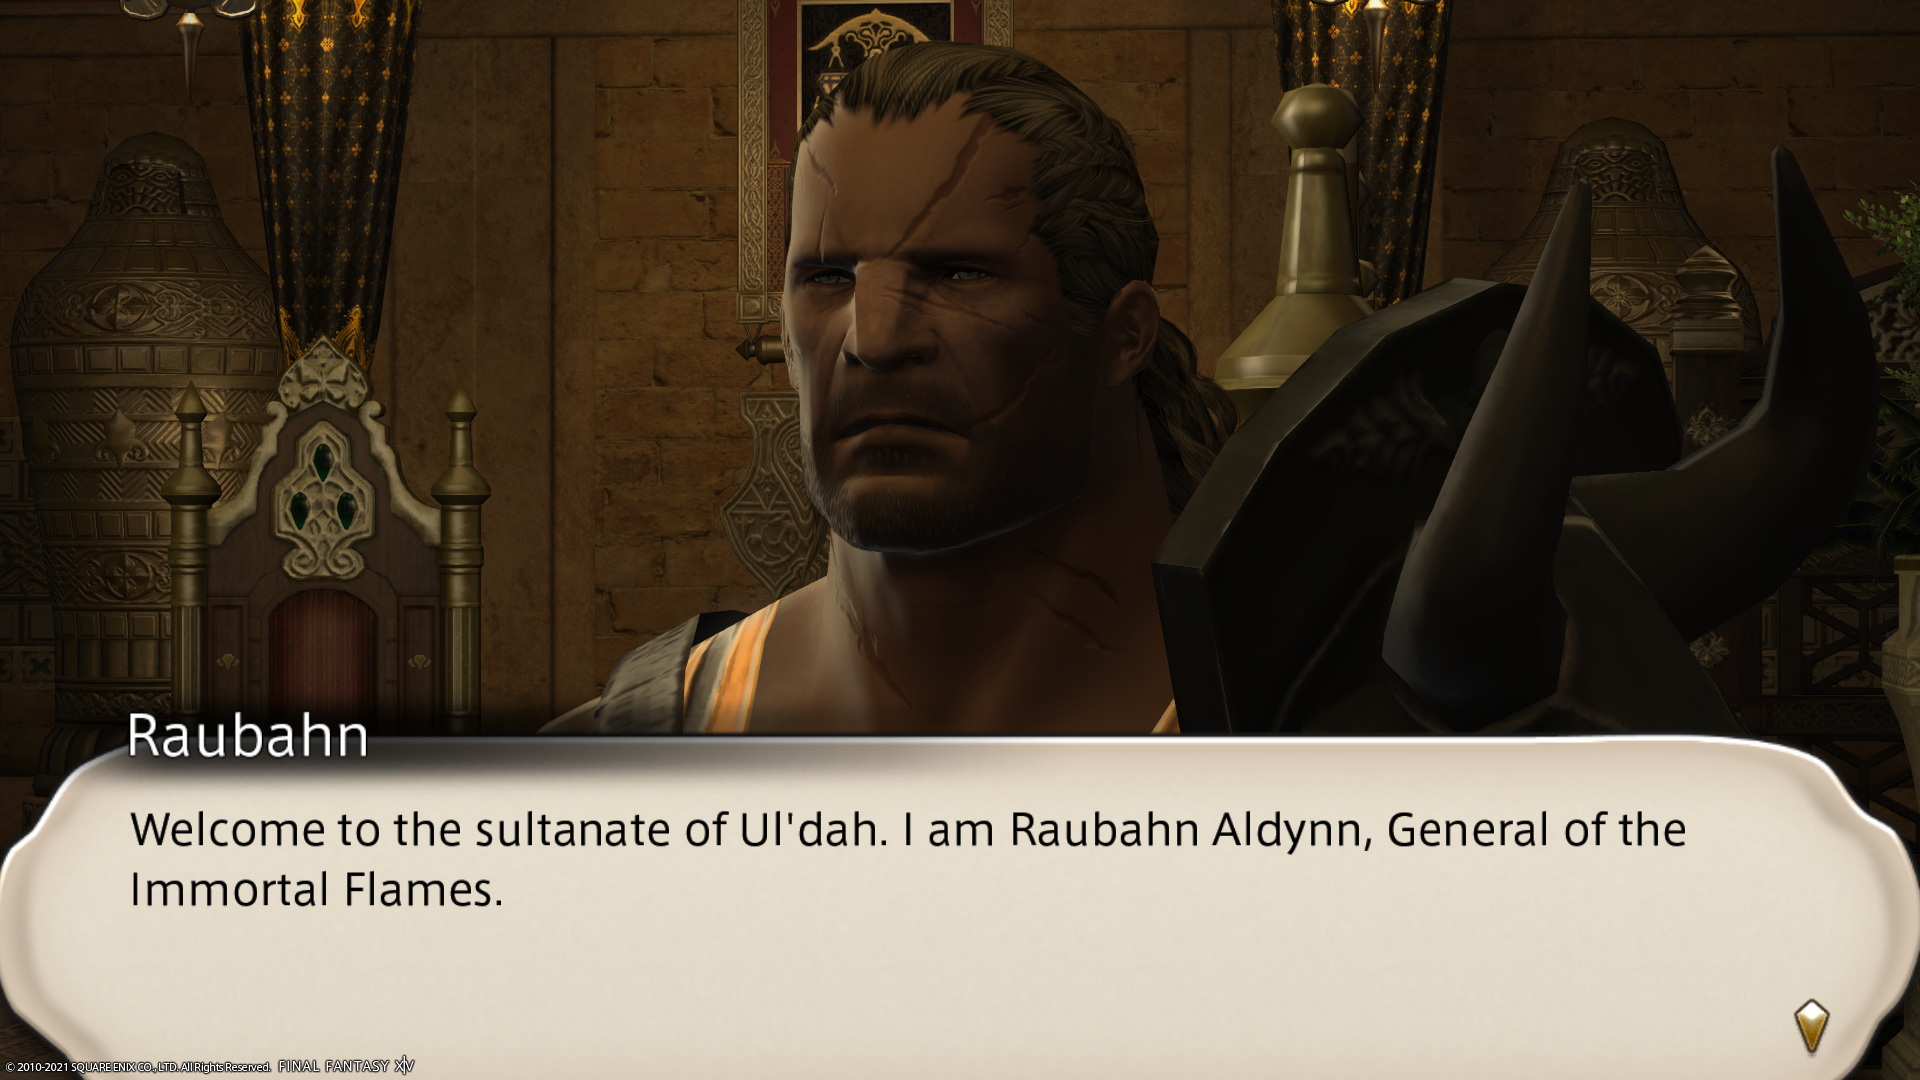 Raubahn
Welcome to the sultanate of Ul'dah. I am Raubahn Aldynn, General of the
Immortal Flames.
© 2010-2021 SQUARE ENIX CO., LTD. All Rights Reserved. FINAL FANTASY XIV